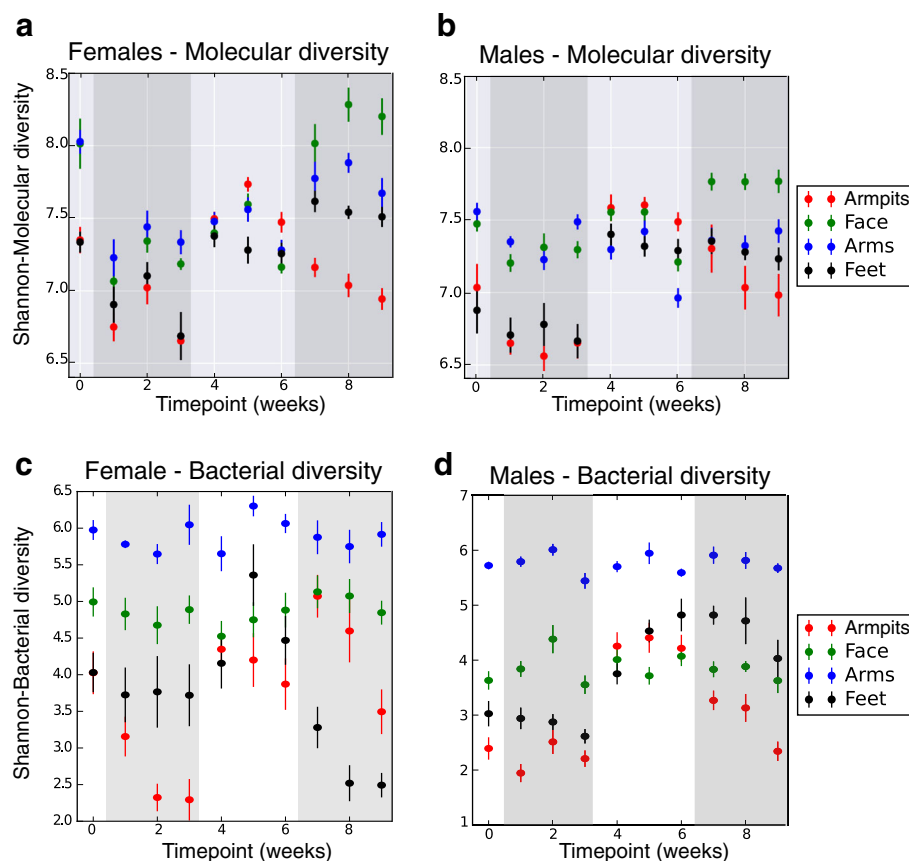 a
Females - Molecular diversity
b
Males - Molecular diversity
Shannon-Molecular diversity
8.5
8.0
7.5
7.0
6.5
0 2 4 6 8
Timepoint (weeks)
8.5
8.0
7.5
7.0
6.5
0 2 4 6 8
Timepoint (weeks)
Armpits
Face
Arms
Feet
c
Female - Bacterial diversity
d
Males - Bacterial diversity
Shannon-Bacterial diversity
6.5
6.0
5.5
5.0
4.5
4.0
3.5
3.0
2.5
2.0
0 2 4 6 8
Timepoint (weeks)
7
6
5
4
3
2
1
0 2 4 6 8
Timepoint (weeks)
Armpits
Face
Arms
Feet